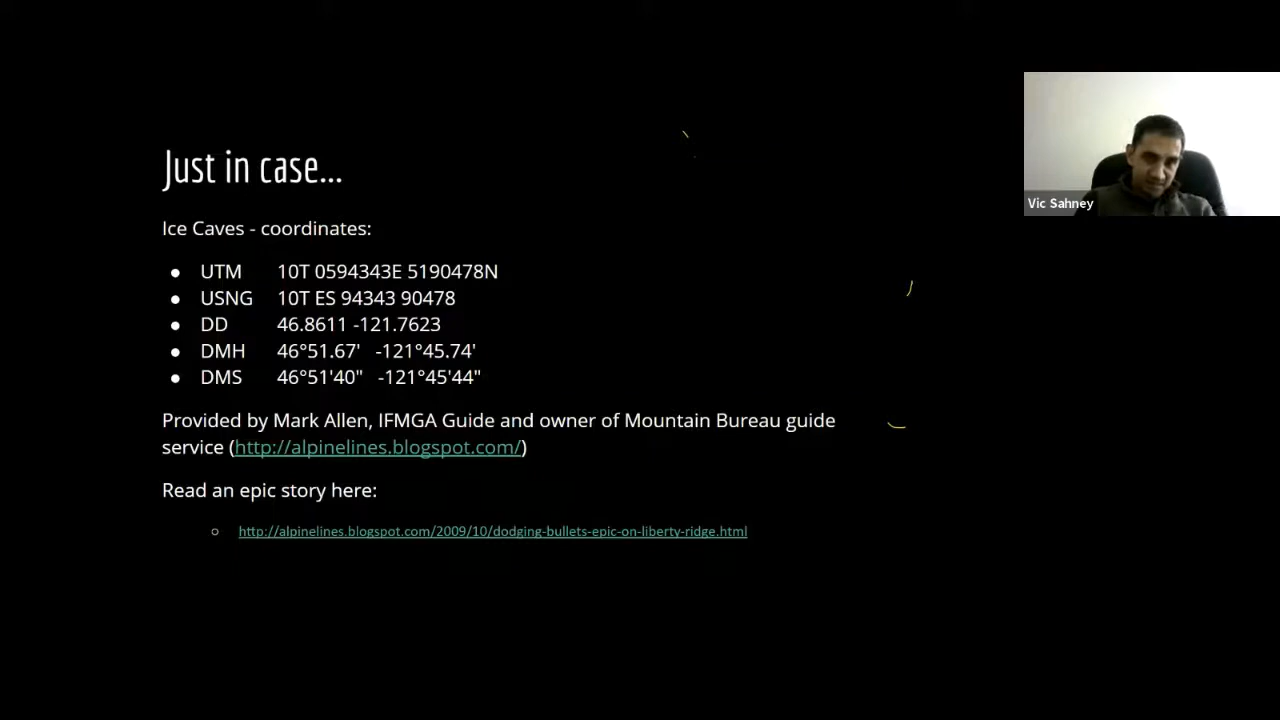 Just in case...
Vic Sahney
Ice Caves - coordinates:
● UTM 10T 0594343E 5190478N
● USNG 10T ES 94343 90478
● DD 46.8611 -121.7623
● DMH 46°51.67' -121°45.74'
● DMS 46°51'40" -121°45'44"
Provided by Mark Allen, IFMGA Guide and owner of Mountain Bureau guide
service (http://alpinelines.blogspot.com/)
Read an epic story here:
○ http://alpinelines.blogspot.com/2009/10/dodging-bullets-epic-on-liberty-ridge.html